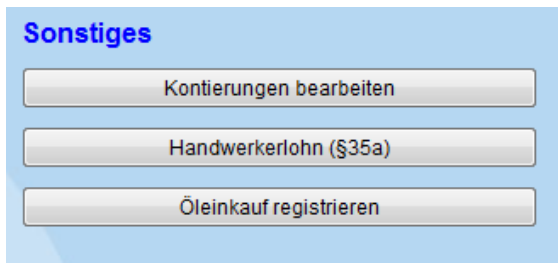 Sonstiges
Kontierungen bearbeiten
Handwerkerlohn (§35a)
Öleinkauf registrieren